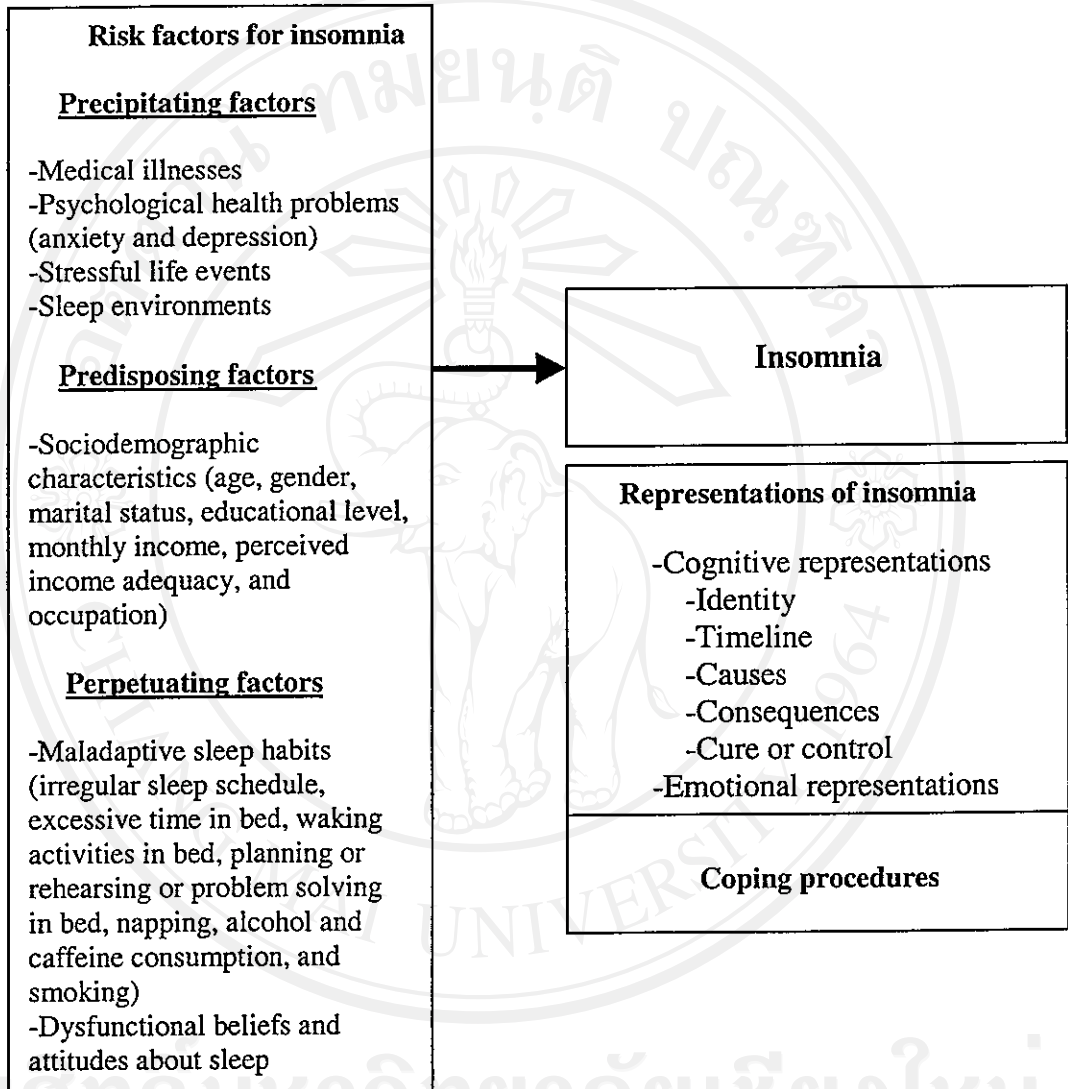 Risk factors for insomnia
Precipitating factors
-Medical illnesses
-Psychological health problems
(anxiety and depression)
-Stressful life events
-Sleep environments
Predisposing factors
-Sociodemographic
characteristics (age, gender,
marital status, educational level,
monthly income, perceived
income adequacy, and
occupation)
Perpetuating factors
-Maladaptive sleep habits
(irregular sleep schedule,
excessive time in bed, waking
activities in bed, planning or
rehearsing or problem solving
in bed, napping, alcohol and
caffeine consumption, and
smoking)
-Dysfunctional beliefs and
attitudes about sleep
Insomnia
Representations of insomnia
-Cognitive representations
-Identity
-Timeline
-Causes
-Consequences
-Cure or control
-Emotional representations
Coping procedures
CHIANG MAI UNIVERSITY 1964